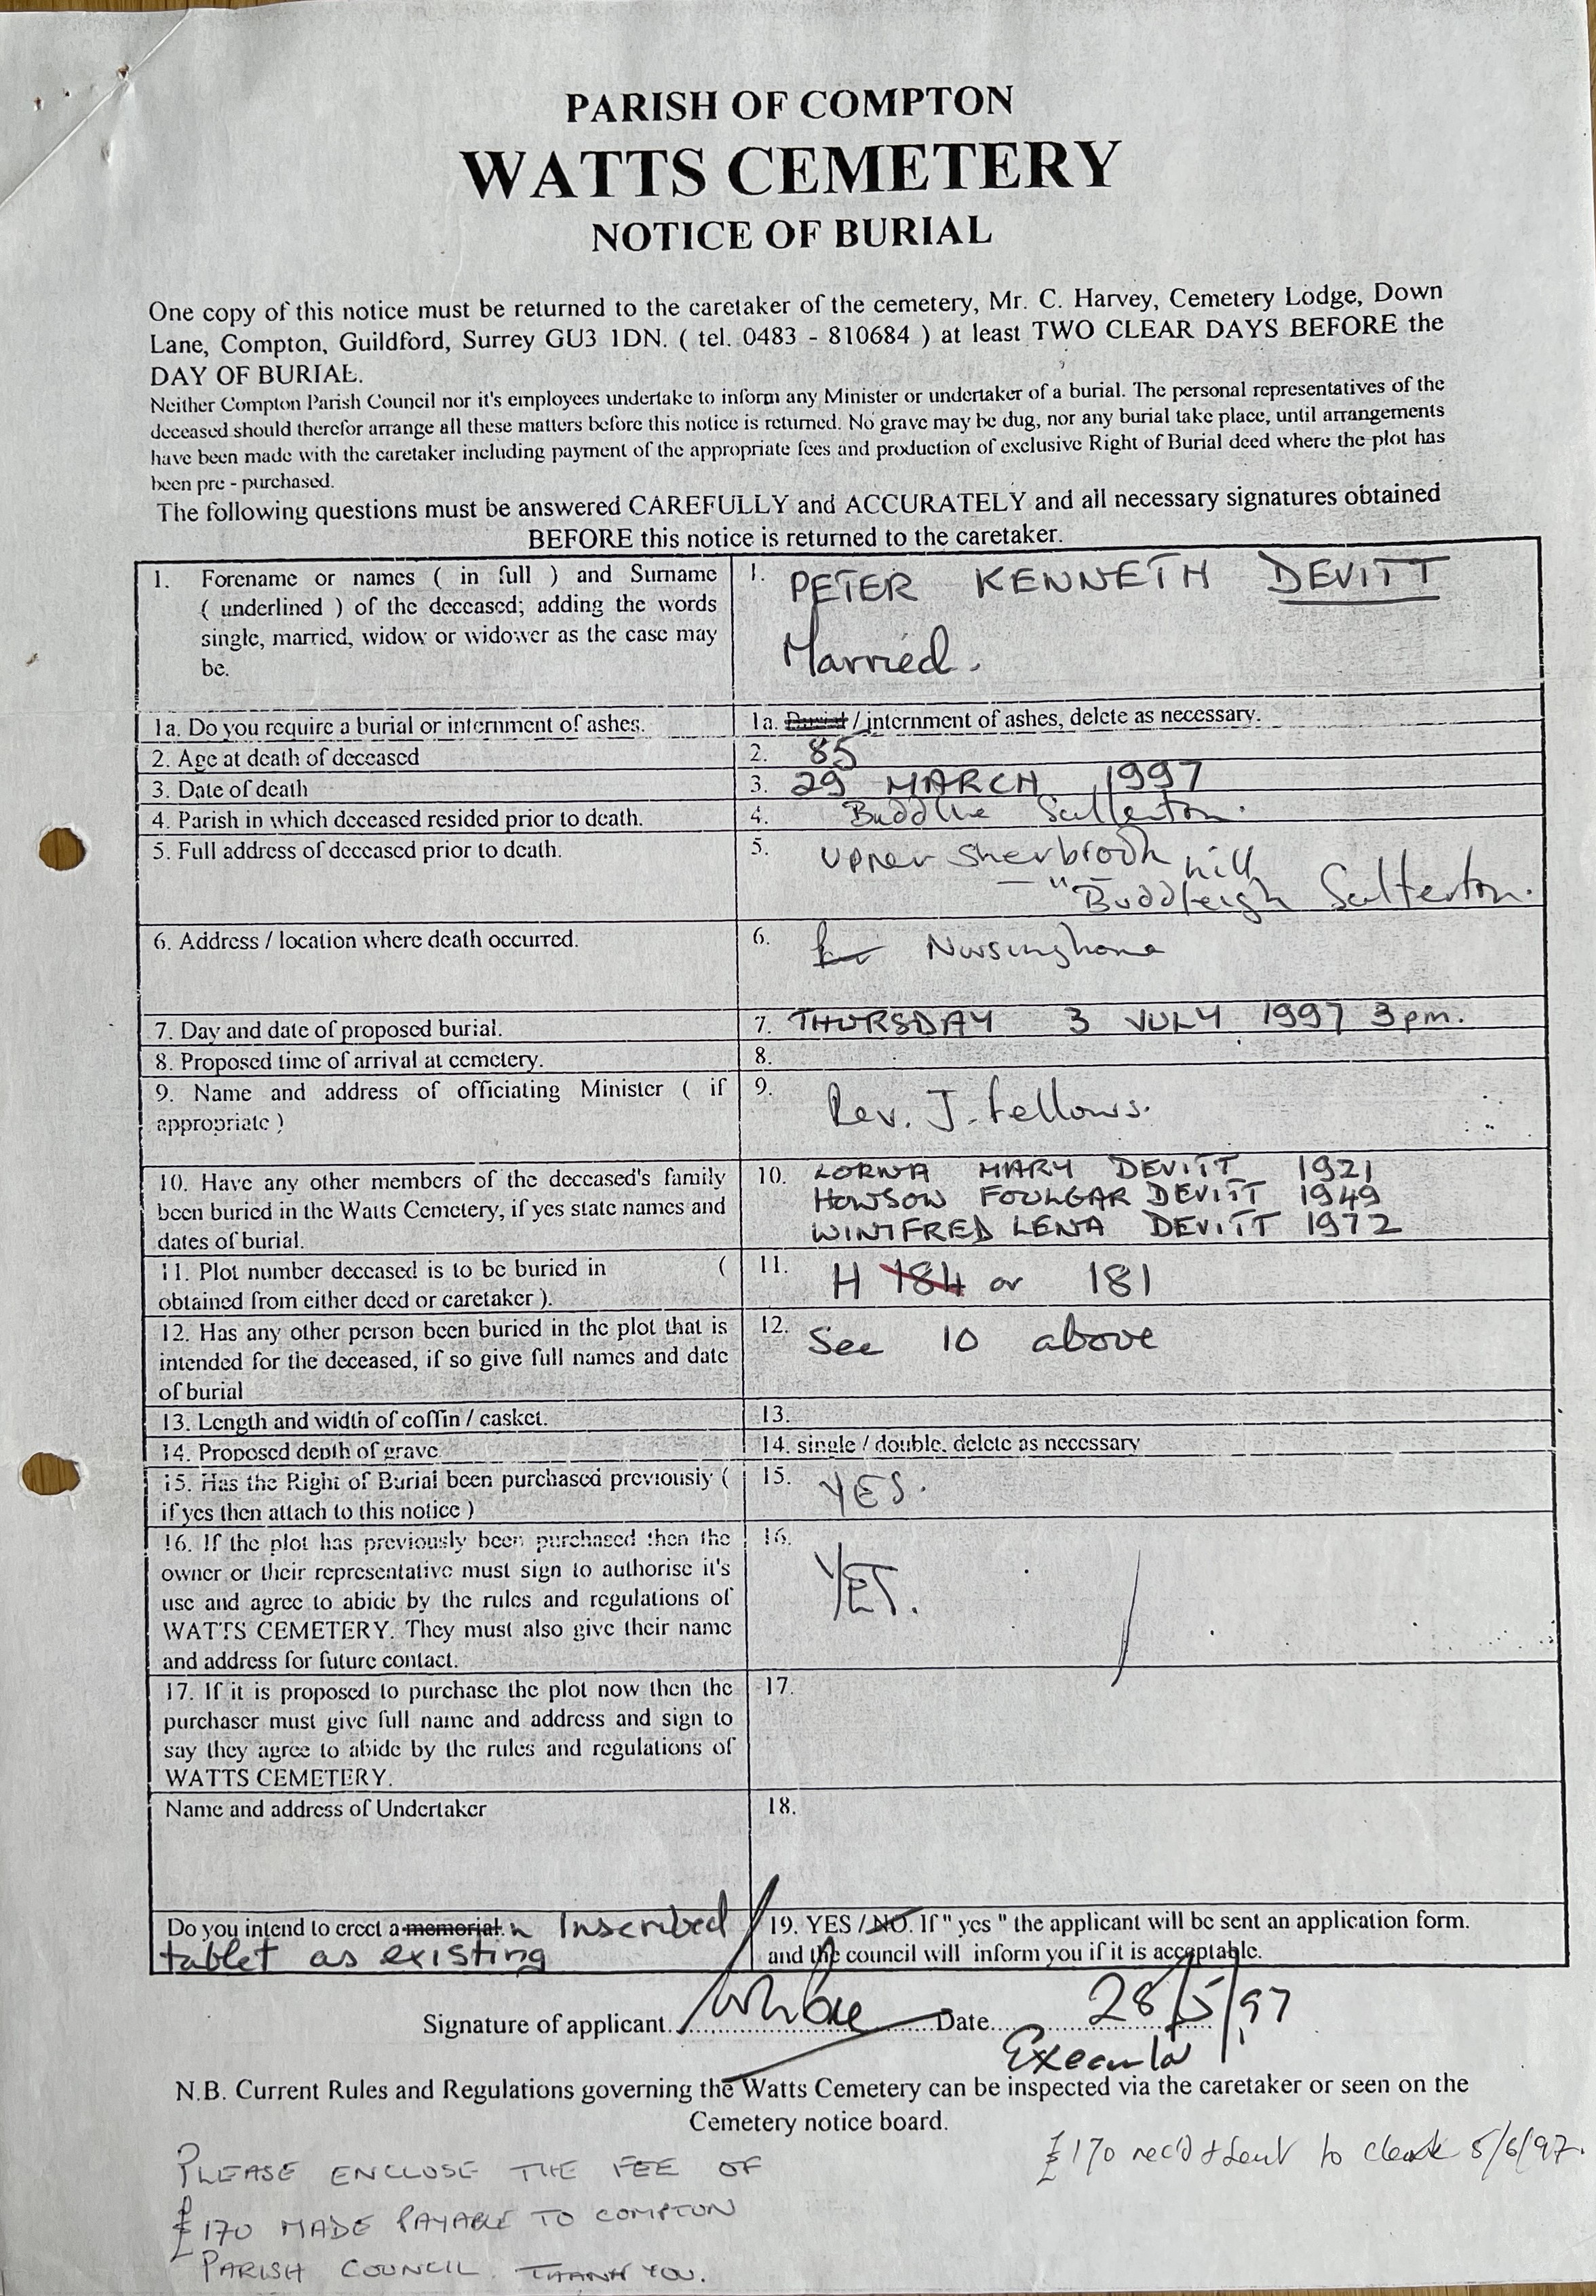 PARISH OF COMPTON
WATTS CEMETERY
NOTICE OF BURIAL
One copy of this notice must be returned to the caretaker of the cemetery, Mr. C. Harvey, Cemetery Lodge, Down
Lane, Compton, Guildford, Surrey GU3 1DN. ( tel. 0483 - 810684 ) at least TWO CLEAR DAYS BEFORE the
DAY OF BURIAL.
Neither Compton Parish Council nor it's employees undertake to inform any Minister or undertaker of a burial. The personal representatives of the
deceased should therefor arrange all these matters before this notice is returned. No grave may be dug, nor any burial take place, until arrangements
have been made with the caretaker including payment of the appropriate fees and production of exclusive Right of Burial deed where the plot has
been pre - purchased.
The following questions must be answered CAREFULLY and ACCURATELY and all necessary signatures obtained
BEFORE this notice is returned to the caretaker.
1. Forename or names ( in full ) and Surname
( underlined ) of the deceased; adding the words
single, married, widow or widower as the case may
be.
1. PETER KENNETH DEVITT
Married.
1a. Do you require a burial or internment of ashes.
1a. Burial / internment of ashes, delete as necessary.
2. Age at death of deceased
2. 85
3. Date of death
3. 29 MARCH 1997
4. Parish in which deceased resided prior to death.
4. Salterton.
5. Full address of deceased prior to death.
5. Upper Sherbrook hill
Buddleigh Salterton.
6. Address / location where death occurred.
6. Nursinghome
7. Day and date of proposed burial.
7. THURSDAY 3 JULY 1997 3pm.
8. Proposed time of arrival at cemetery.
8.
9. Name and address of officiating Minister ( if
appropriate )
9. Rev. J. Fellows.
10. Have any other members of the deceased's family
been buried in the Watts Cemetery, if yes state names and
dates of burial.
10. LORNA MARY DEVITT 1921
HOWSON FOULGAR DEVITT 1949
WINIFRED LENA DEVITT 1972
11. Plot number deceased is to be buried in (
obtained from either deed or caretaker ).
11. H 184 or 181
12. Has any other person been buried in the plot that is
intended for the deceased, if so give full names and date
of burial
12. See 10 above
13. Length and width of coffin / casket.
13.
14. Proposed depth of grave
14. single / double, delete as necessary
15. Has the Right of Burial been purchased previously (
if yes then attach to this notice )
15. YES.
16. If the plot has previously been purchased then the
owner or their representative must sign to authorise it's
use and agree to abide by the rules and regulations of
WATTS CEMETERY. They must also give their name
and address for future contact.
16. YET.
17. If it is proposed to purchase the plot now then the
purchaser must give full name and address and sign to
say they agree to abide by the rules and regulations of
WATTS CEMETERY.
17.
Name and address of Undertaker
18.
Do you intend to erect a memorial. n Inscribed
tablet as existing
19. YES / NO. If " yes " the applicant will be sent an application form.
and the council will inform you if it is acceptable.
Signature of applicant.......................Date...................... 28/5/97
Executor
N.B. Current Rules and Regulations governing the Watts Cemetery can be inspected via the caretaker or seen on the
Cemetery notice board.
£170 rec'd + sent to clerk 5/6/97.
PLEASE ENCLOSE THE FEE OF
£170 MADE PAYABLE TO COMPTON
PARISH COUNCIL. THANK YOU.